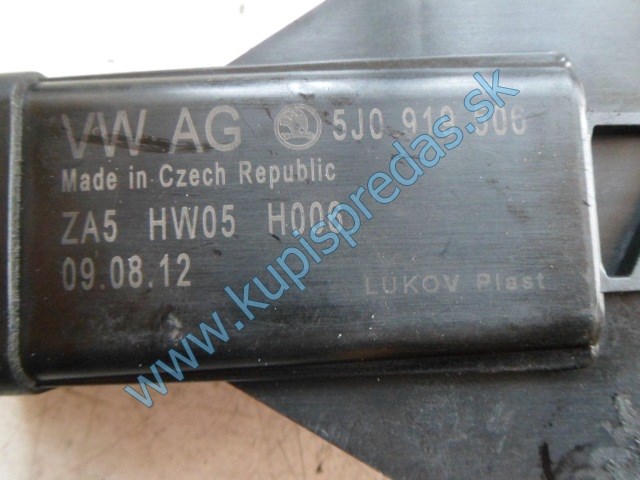 VW AG 5J0 919 506
Made in Czech Republic
ZA5 HW05 H006
09.08.12
LUKOV Plast
www.kupispredas.sk